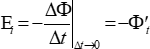 E_t = −ΔΦ/Δt |_{Δt→0} = −Φ′_t